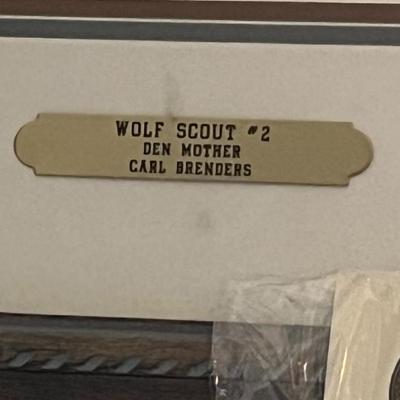 WOLF SCOUT #2
DEN MOTHER
CARL BRENDERS